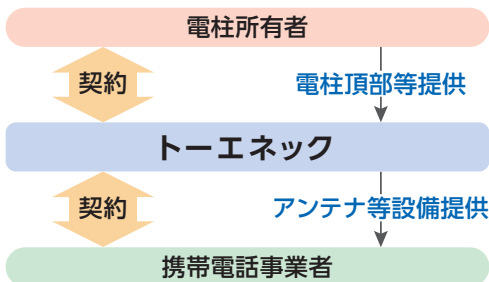 電柱所有者
契約
電柱頂部等提供
トーエネック
契約
アンテナ等設備提供
携帯電話事業者